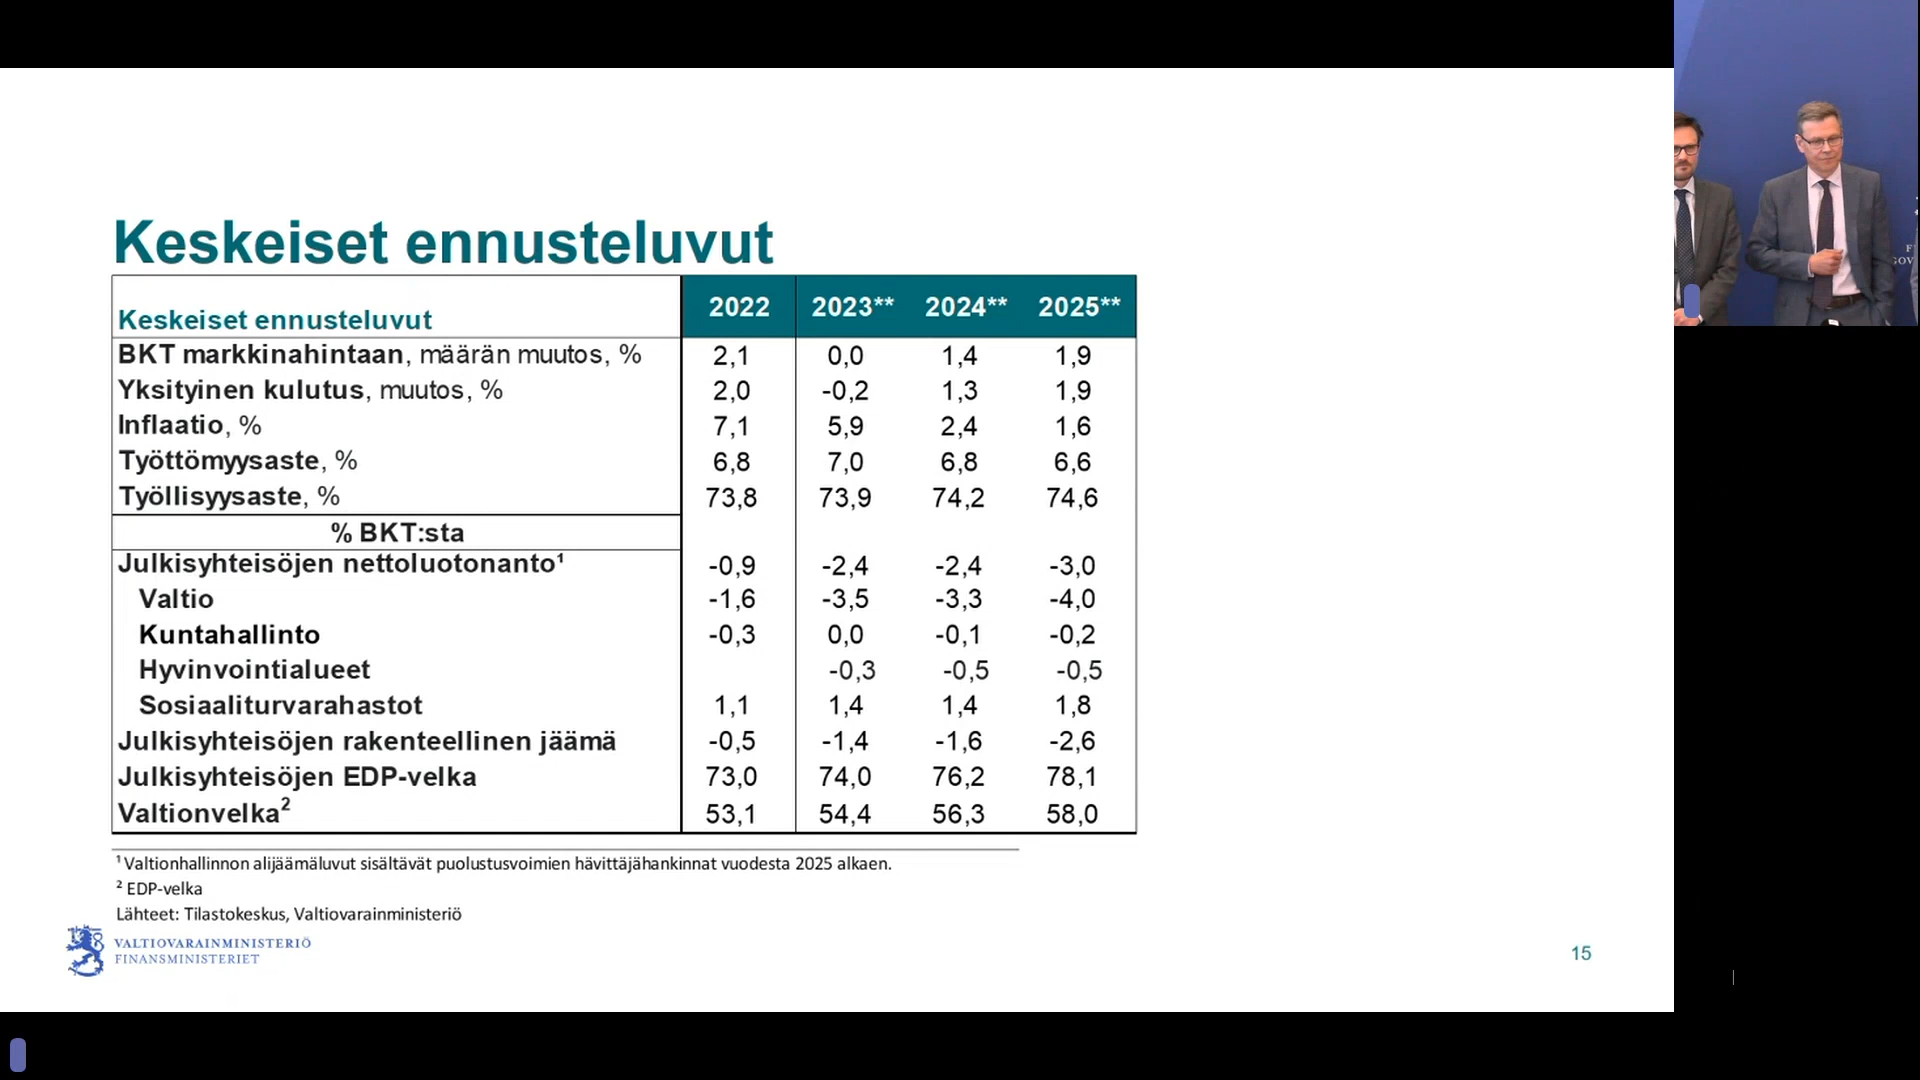 Keskeiset ennusteluvut
Keskeiset ennusteluvut 2022 2023** 2024** 2025**
BKT markkinahintaan, määrän muutos, % 2,1 0,0 1,4 1,9
Yksityinen kulutus, muutos, % 2,0 -0,2 1,3 1,9
Inflaatio, % 7,1 5,9 2,4 1,6
Työttömyysaste, % 6,8 7,0 6,8 6,6
Työllisyysaste, % 73,8 73,9 74,2 74,6
% BKT:sta
Julkisyhteisöjen nettoluotonanto¹ -0,9 -2,4 -2,4 -3,0
Valtio -1,6 -3,5 -3,3 -4,0
Kuntahallinto -0,3 0,0 -0,1 -0,2
Hyvinvointialueet -0,3 -0,5 -0,5
Sosiaaliturvarahastot 1,1 1,4 1,4 1,8
Julkisyhteisöjen rakenteellinen jäämä -0,5 -1,4 -1,6 -2,6
Julkisyhteisöjen EDP-velka 73,0 74,0 76,2 78,1
Valtionvelka² 53,1 54,4 56,3 58,0
¹ Valtionhallinnon alijäämäluvut sisältävät puolustusvoimien hävittäjähankinnat vuodesta 2025 alkaen.
² EDP-velka
Lähteet: Tilastokeskus, Valtiovarainministeriö
VALTIOVARAINMINISTERIÖ
FINANSMINISTERIET
15